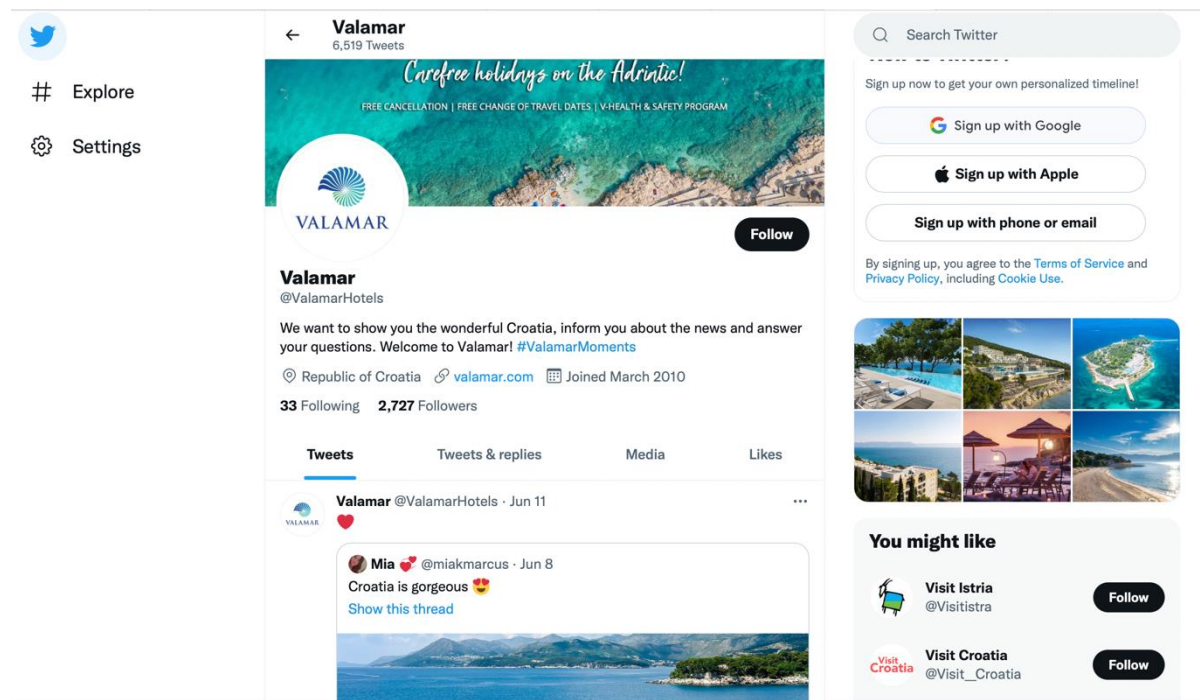 Explore
Settings
Valamar
6,519 Tweets
Carefree holidays on the Adriatic!
FREE CANCELLATION | FREE CHANGE OF TRAVEL DATES | V-HEALTH & SAFETY PROGRAM
VALAMAR
Follow
Valamar
@ValamarHotels
We want to show you the wonderful Croatia, inform you about the news and answer
your questions. Welcome to Valamar! #ValamarMoments
Republic of Croatia valamar.com Joined March 2010
33 Following 2,727 Followers
Tweets Tweets & replies Media Likes
VALAMAR
Valamar @ValamarHotels · Jun 11
Mia 💞 @miakmarcus · Jun 8
Croatia is gorgeous 😍
Show this thread
Search Twitter
Sign up now to get your own personalized timeline!
Sign up with Google
Sign up with Apple
Sign up with phone or email
By signing up, you agree to the Terms of Service and
Privacy Policy, including Cookie Use.
You might like
Visit Istria
@Visitistra
Follow
Visit
Croatia
Visit Croatia
@Visit__Croatia
Follow